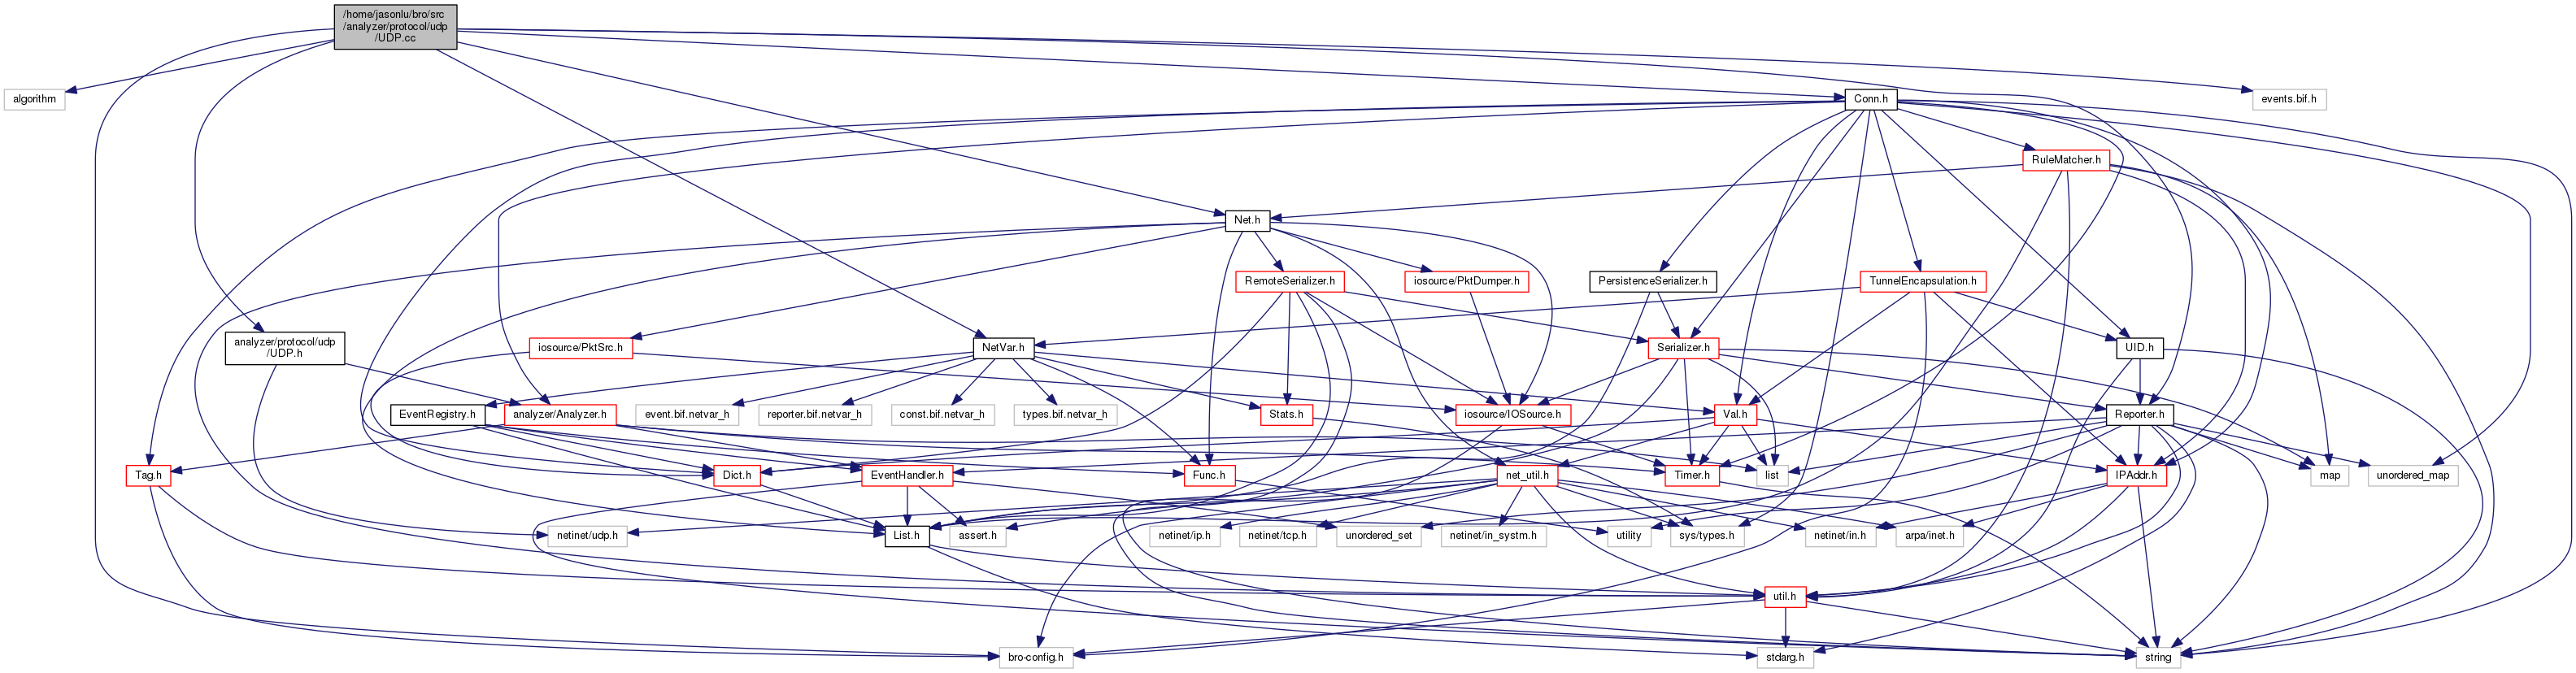 /home/jasonlu/bro/src
/analyzer/protocol/udp
/UDP.cc
algorithm
Conn.h
events.bif.h
RuleMatcher.h
Net.h
RemoteSerializer.h
iosource/PktDumper.h
PersistenceSerializer.h
TunnelEncapsulation.h
analyzer/protocol/udp
/UDP.h
iosource/PktSrc.h
NetVar.h
Serializer.h
UID.h
EventRegistry.h
analyzer/Analyzer.h
event.bif.netvar_h
reporter.bif.netvar_h
const.bif.netvar_h
types.bif.netvar_h
Stats.h
iosource/IOSource.h
Val.h
Reporter.h
Tag.h
Dict.h
EventHandler.h
Func.h
net_util.h
Timer.h
list
IPAddr.h
map
unordered_map
netinet/udp.h
List.h
assert.h
netinet/ip.h
netinet/tcp.h
unordered_set
netinet/in_systm.h
utility
sys/types.h
netinet/in.h
arpa/inet.h
util.h
bro-config.h
stdarg.h
string